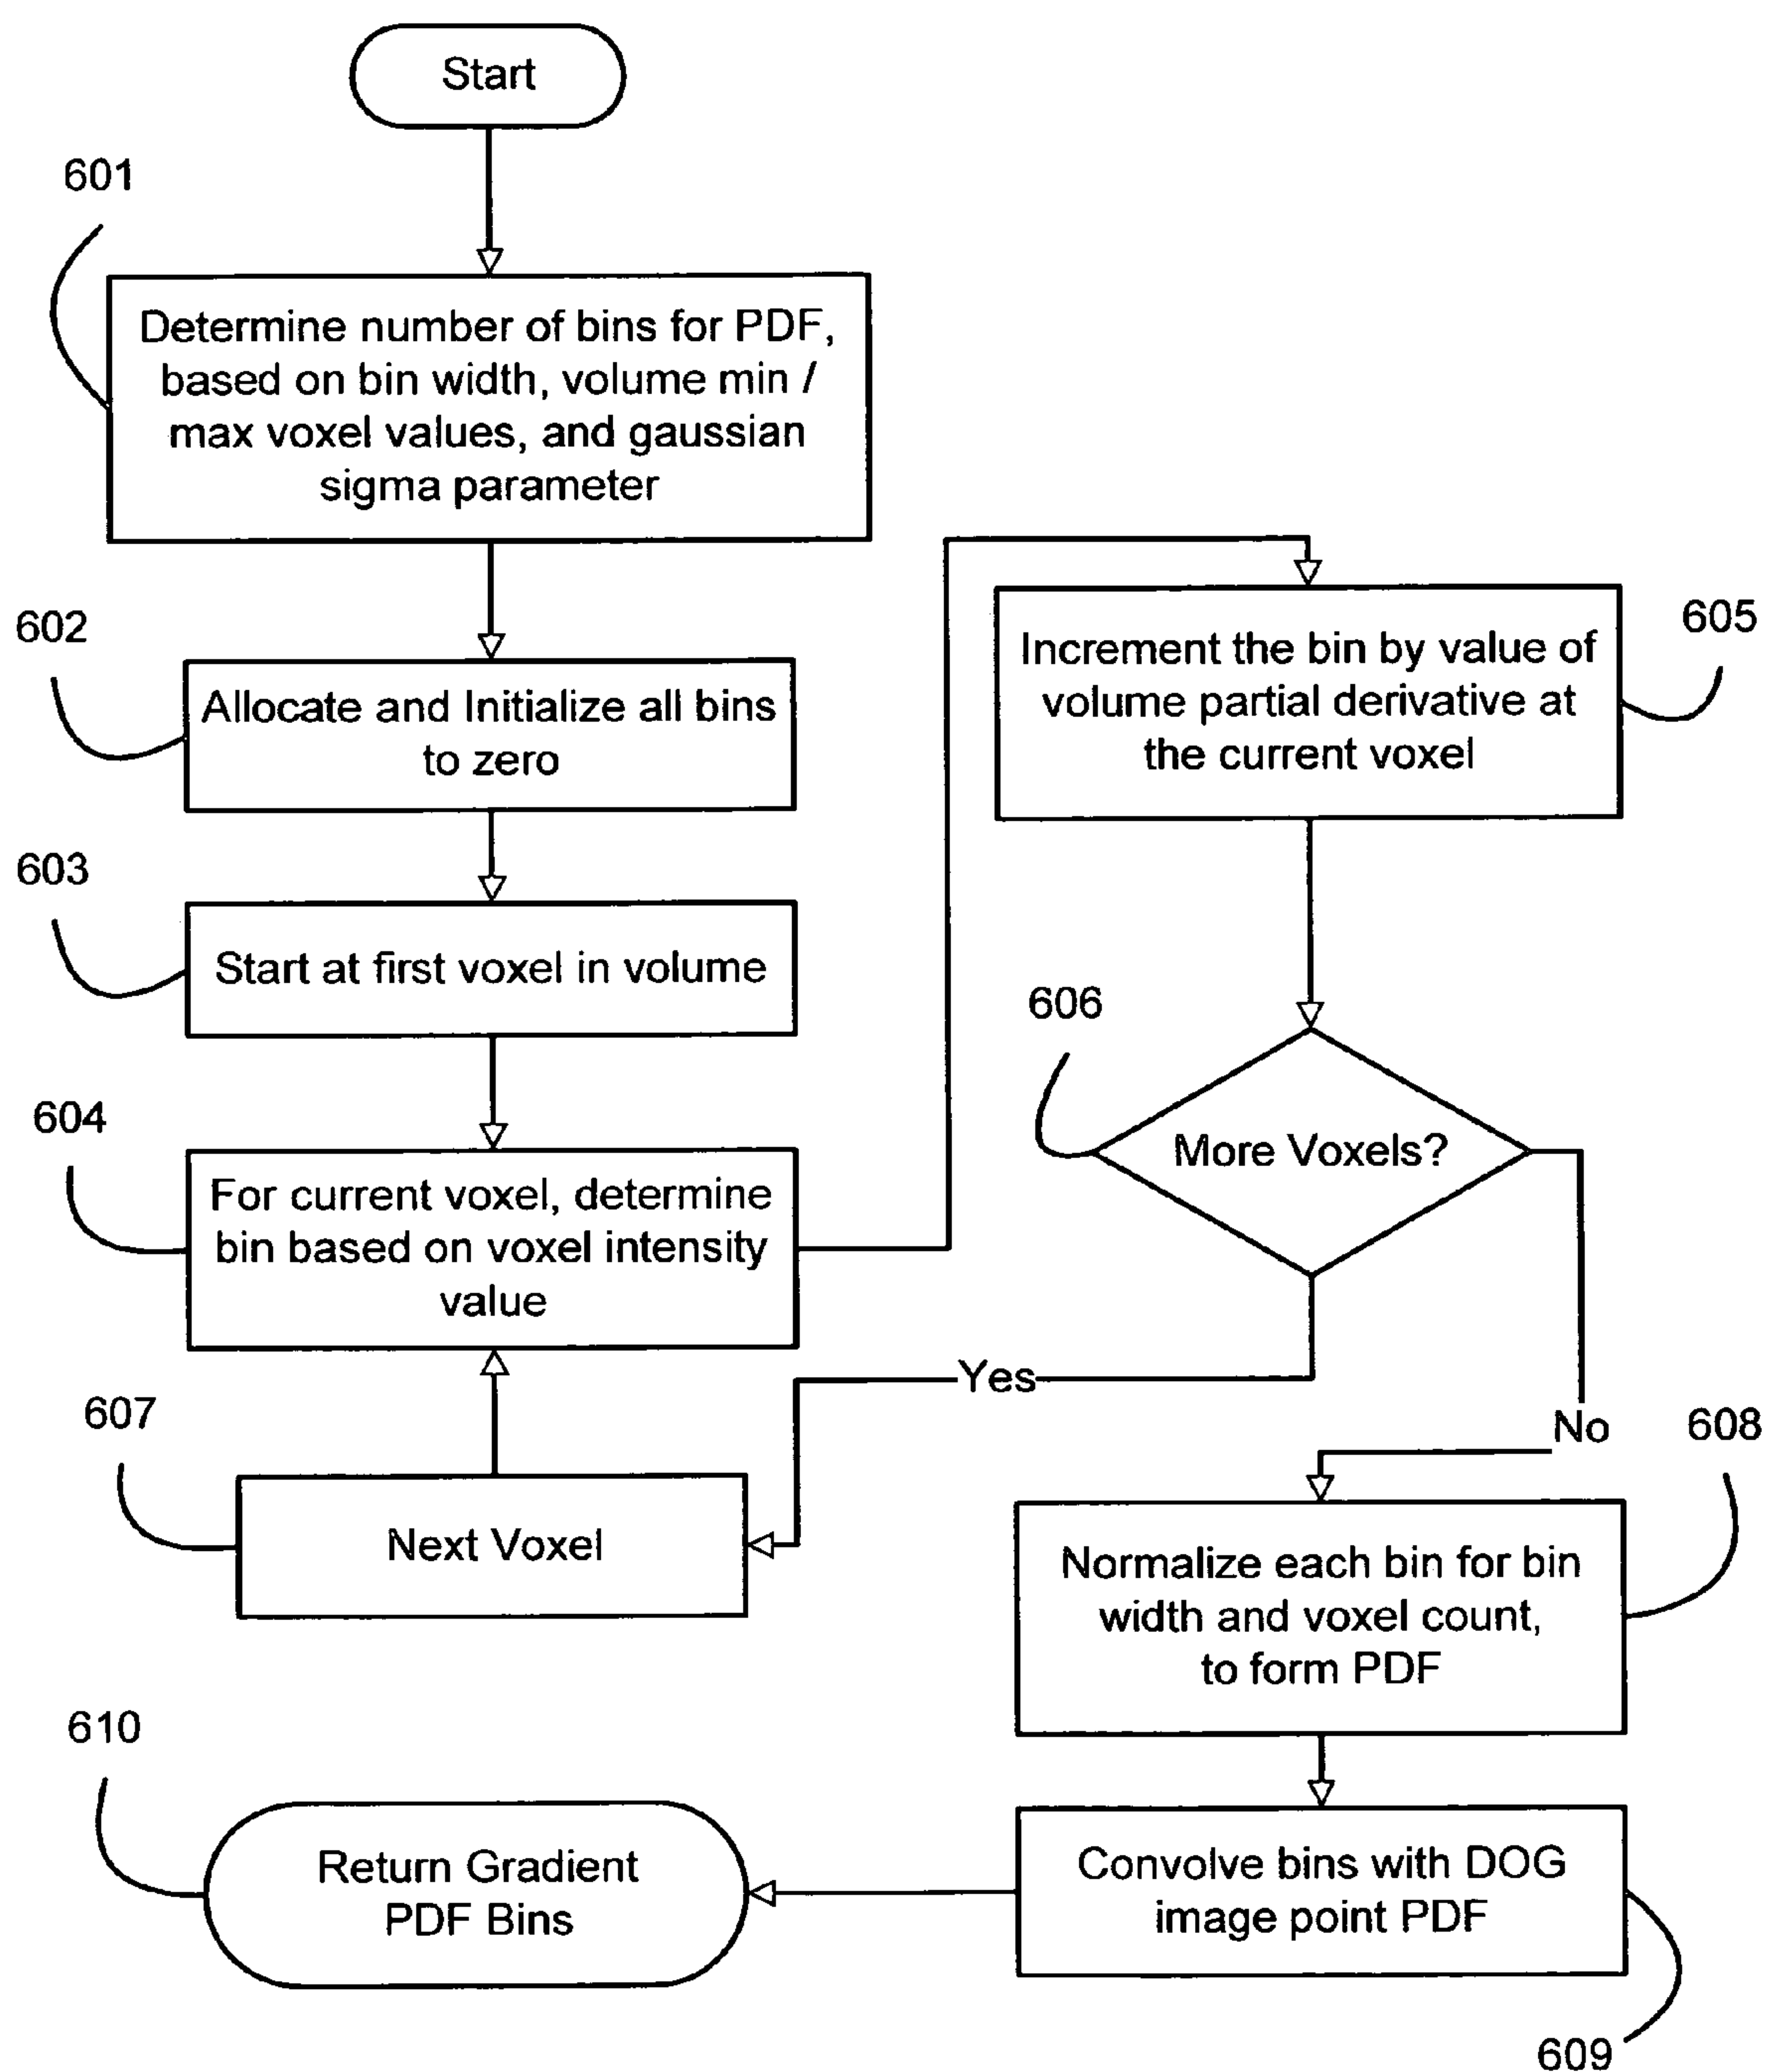 Start
601
Determine number of bins for PDF,
based on bin width, volume min /
max voxel values, and gaussian
sigma parameter
602
Allocate and Initialize all bins
to zero
603
Start at first voxel in volume
604
For current voxel, determine
bin based on voxel intensity
value
605
Increment the bin by value of
volume partial derivative at
the current voxel
606
More Voxels?
Yes
No
607
Next Voxel
608
Normalize each bin for bin
width and voxel count,
to form PDF
609
Convolve bins with DOG
image point PDF
610
Return Gradient
PDF Bins